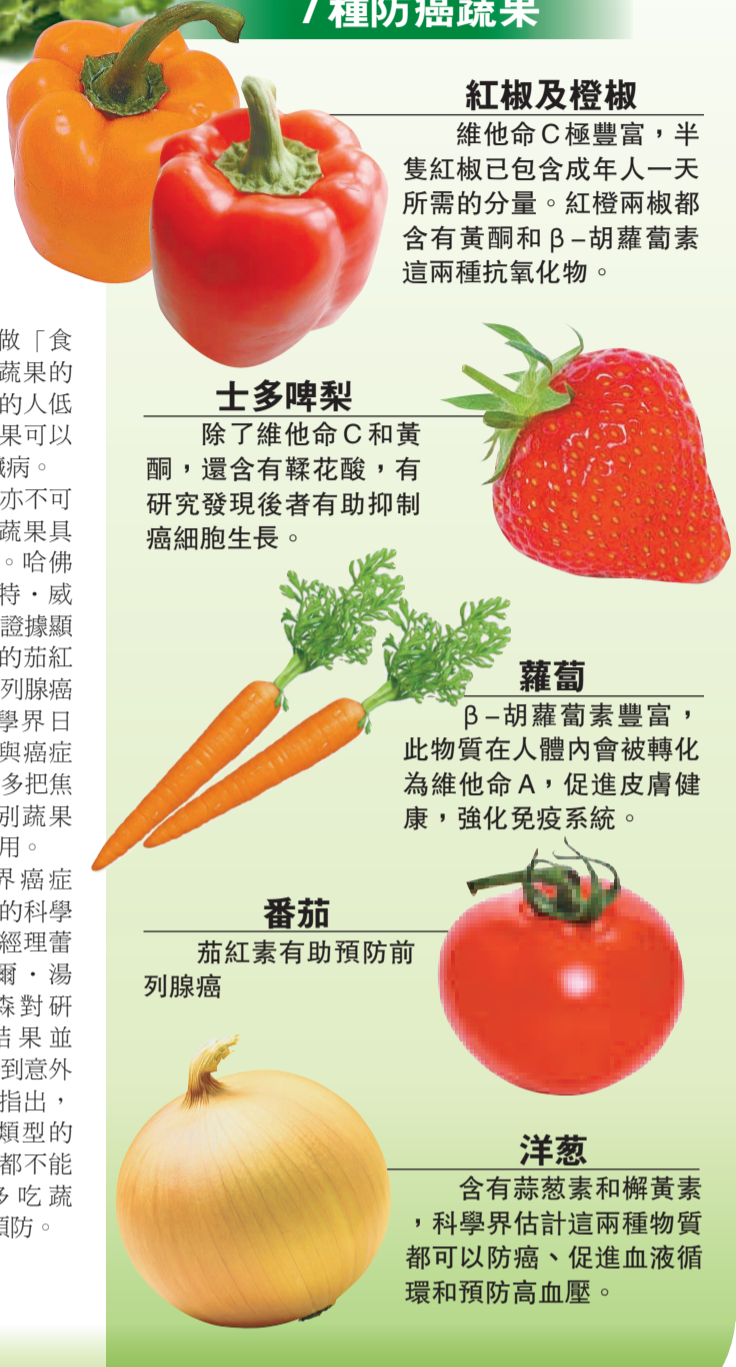 7種防癌蔬果
紅椒及橙椒
維他命C極豐富，半
隻紅椒已包含成年人一天
所需的分量。紅橙兩椒都
含有黃酮和β–胡蘿蔔素
這兩種抗氧化物。
士多啤梨
除了維他命C和黃
酮，還含有鞣花酸，有
研究發現後者有助抑制
癌細胞生長。
蘿蔔
β–胡蘿蔔素豐富，
此物質在人體內會被轉化
為維他命A，促進皮膚健
康，強化免疫系統。
番茄
茄紅素有助預防前
列腺癌
洋葱
含有蒜葱素和檞黃素
，科學界估計這兩種物質
都可以防癌、促進血液循
環和預防高血壓。
做「食
蔬果的
的人低
果可以
病。
亦不可
蔬果具
。哈佛
特・威
證據顯
的茄紅
列腺癌
學界日
與癌症
多把焦
別蔬果
用。
界癌症
的科學
經理蕾
爾・湯
森對研
結果並
到意外
指出，
類型的
都不能
多吃蔬
預防。